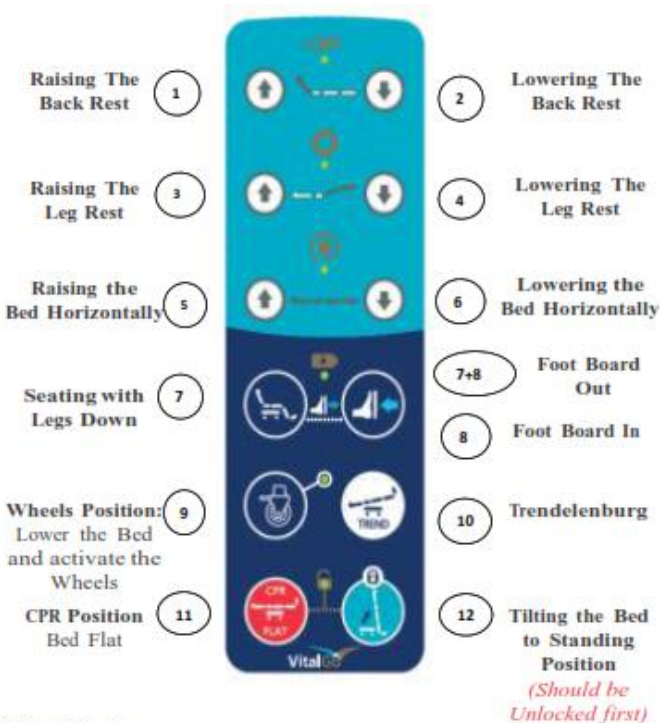 Raising The
Back Rest
1
2
Lowering The
Back Rest
Raising The
Leg Rest
3
4
Lowering The
Leg Rest
Raising the
Bed Horizontally
5
6
Lowering the
Bed Horizontally
7+8
Foot Board
Out
Seating with
Legs Down
7
8
Foot Board In
Wheels Position:
Lower the Bed
and activate the
Wheels
9
TREND
10
Trendelenburg
CPR Position
Bed Flat
11
CPR
FLAT
12
Tilting the Bed
to Standing
Position
(Should be
Unlocked first)
VitalGo